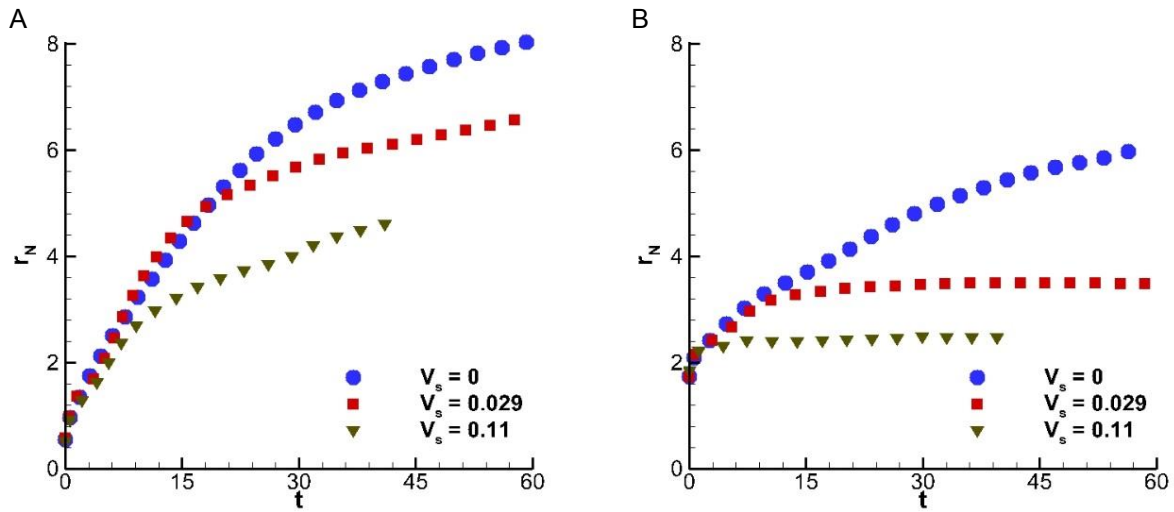 A
8
6
4
2
0
r_N
0 15 30 45 60
t
V_s = 0
V_s = 0.029
V_s = 0.11
B
8
6
4
2
0
r_N
0 15 30 45 60
t
V_s = 0
V_s = 0.029
V_s = 0.11